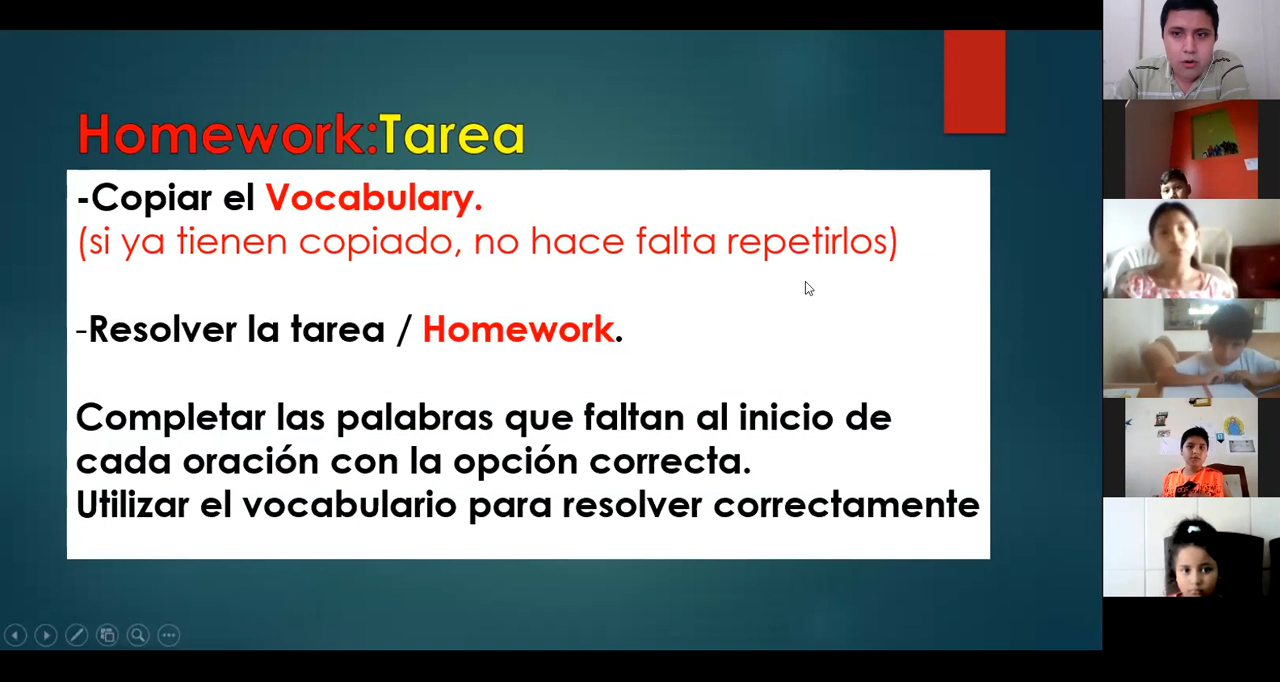 Homework:Tarea
-Copiar el Vocabulary.
(si ya tienen copiado, no hace falta repetirlos)
-Resolver la tarea / Homework.
Completar las palabras que faltan al inicio de
cada oración con la opción correcta.
Utilizar el vocabulario para resolver correctamente